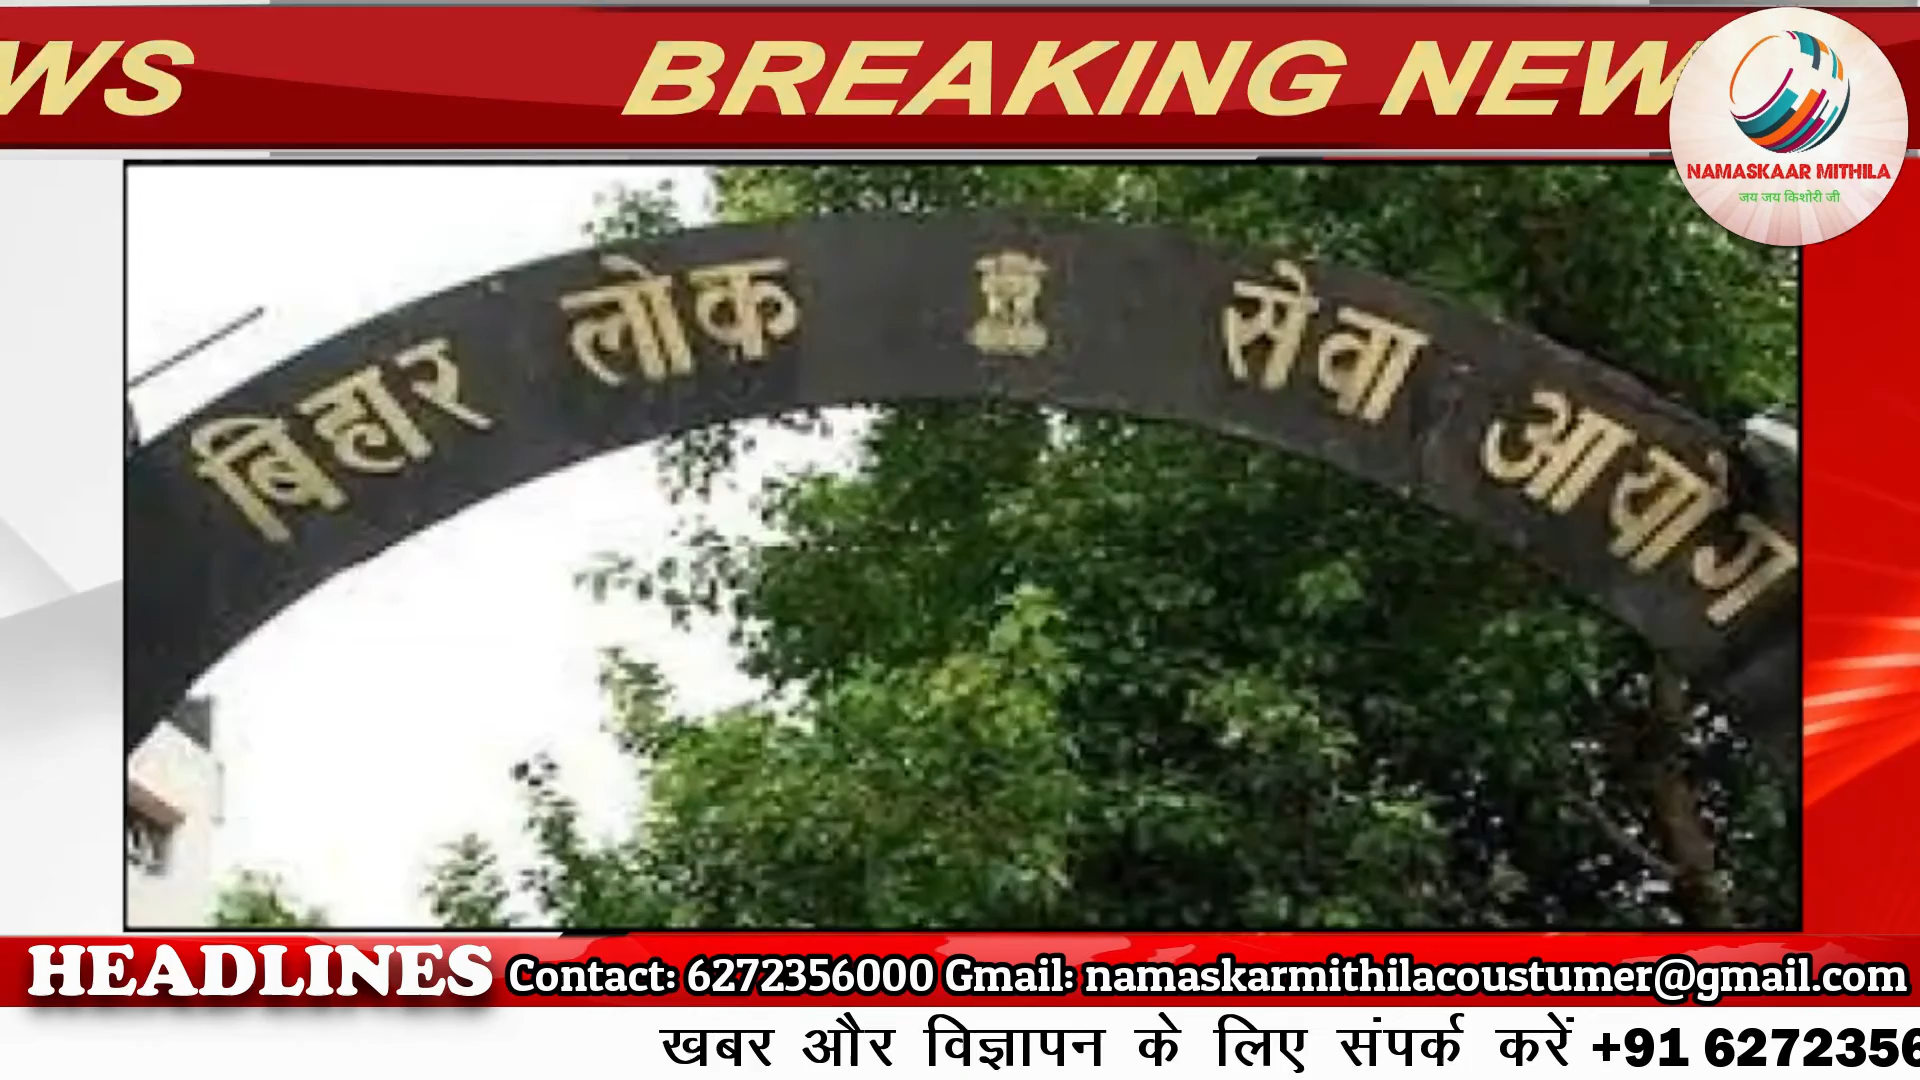 WS BREAKING NEW
NAMASKAAR MITHILA
जय जय किशोरी जी
बिहार लोक सेवा आयोग
HEADLINES Contact: 6272356000 Gmail: namaskarmithilacoustumer@gmail.com
खबर और विज्ञापन के लिए संपर्क करें +91 6272356